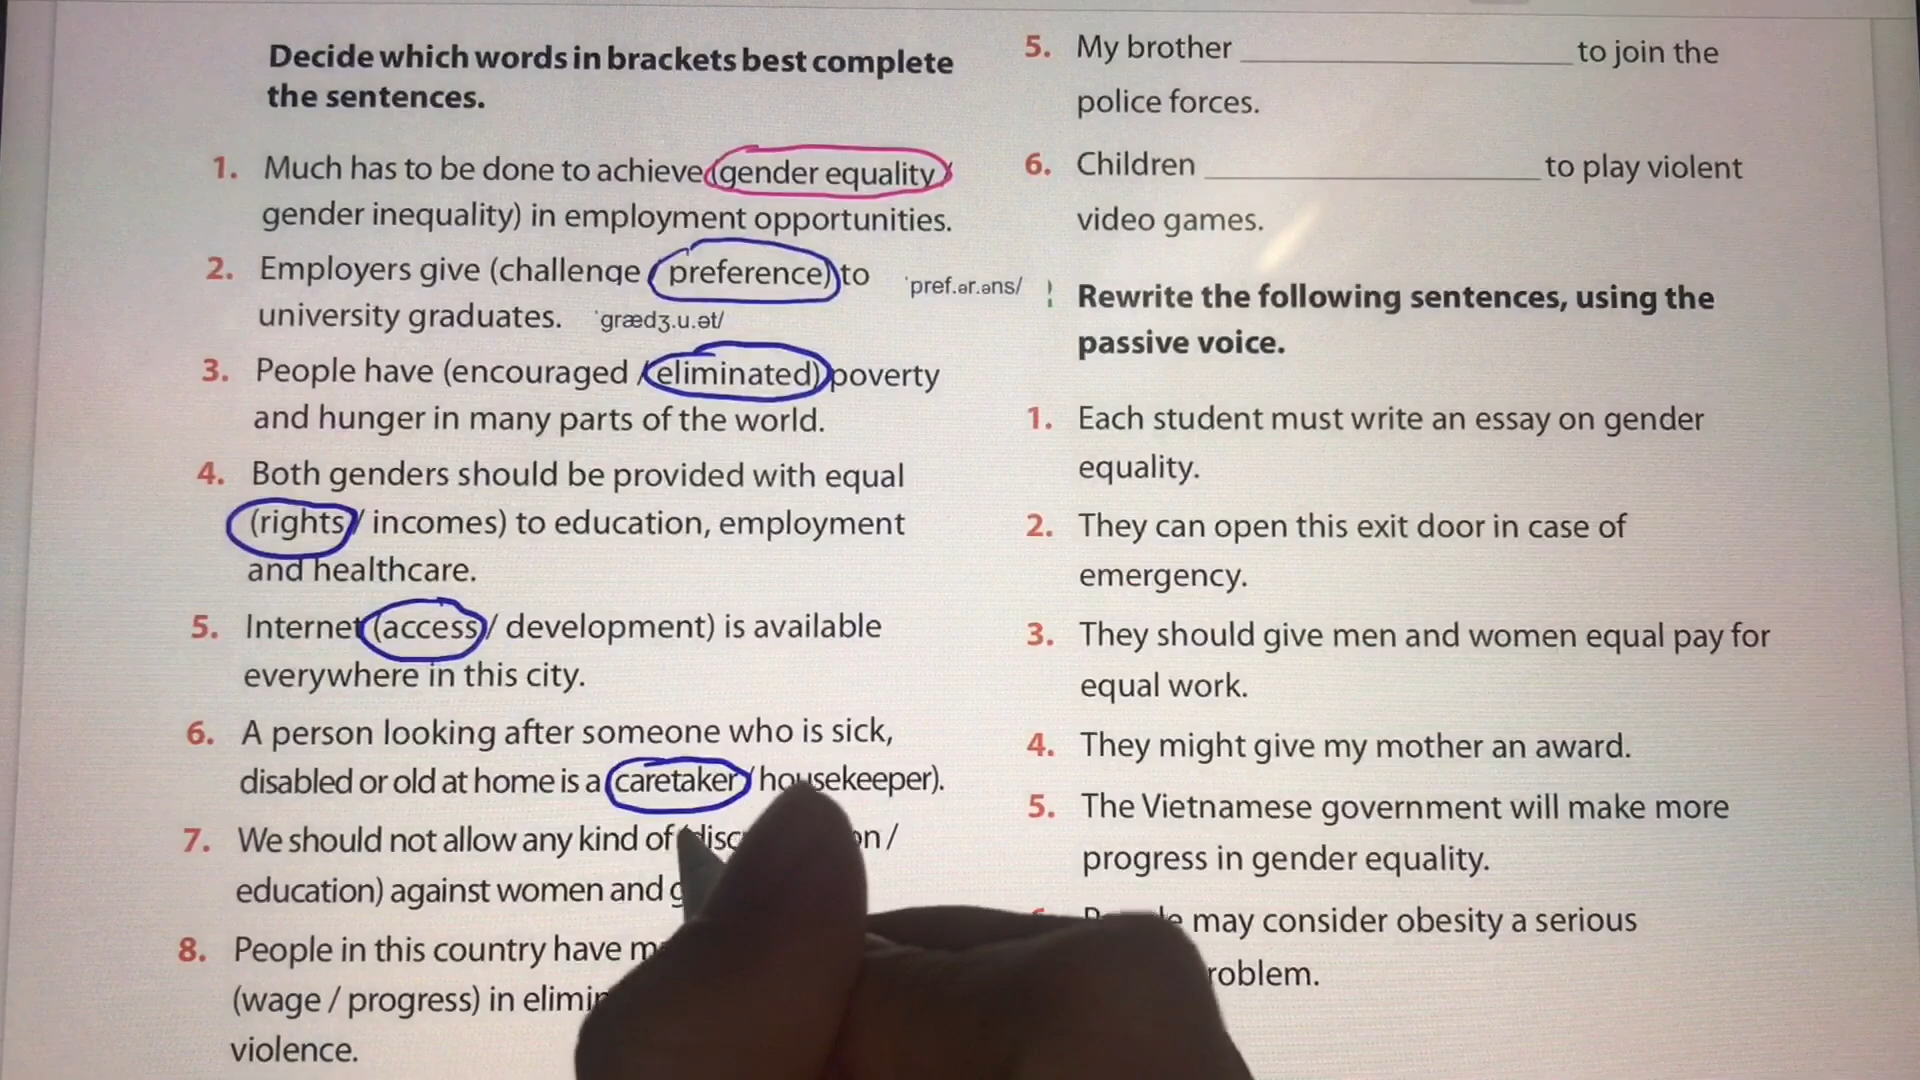 Decide which words in brackets best complete
the sentences.
1. Much has to be done to achieve (gender equality /
gender inequality) in employment opportunities.
2. Employers give (challenge / preference) to
ˈpref.ər.əns/
university graduates. ˈɡrædʒ.u.ət/
3. People have (encouraged / eliminated) poverty
and hunger in many parts of the world.
4. Both genders should be provided with equal
(rights / incomes) to education, employment
and healthcare.
5. Internet (access / development) is available
everywhere in this city.
6. A person looking after someone who is sick,
disabled or old at home is a (caretaker / housekeeper).
7. We should not allow any kind of /
education) against women and
8. People in this country have
(wage / progress) in
violence.
5. My brother ____ to join the
police forces.
6. Children ____ to play violent
video games.
Rewrite the following sentences, using the
passive voice.
1. Each student must write an essay on gender
equality.
2. They can open this exit door in case of
emergency.
3. They should give men and women equal pay for
equal work.
4. They might give my mother an award.
5. The Vietnamese government will make more
progress in gender equality.
may consider obesity a serious